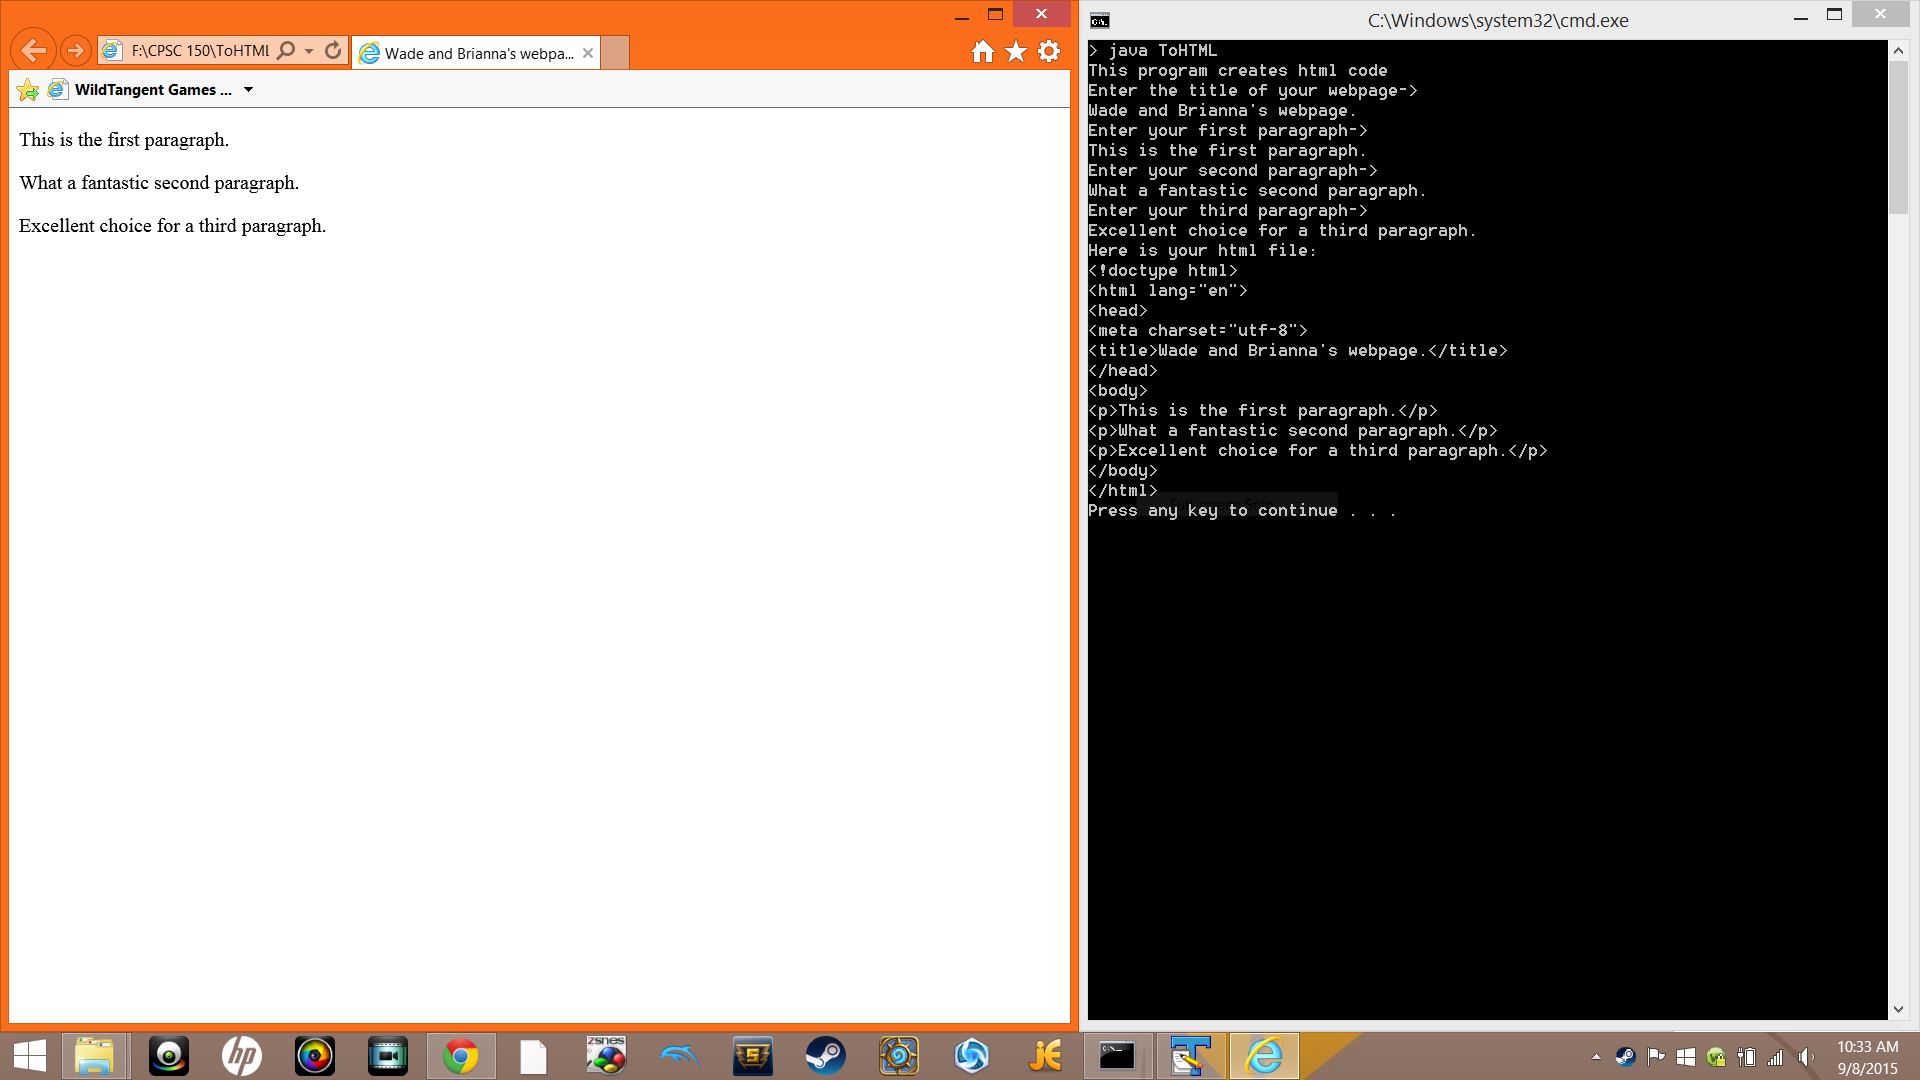 F:\CPSC 150\ToHTML
Wade and Brianna's webpa...
WildTangent Games ...
This is the first paragraph.
What a fantastic second paragraph.
Excellent choice for a third paragraph.
C:\Windows\system32\cmd.exe
> java ToHTML
This program creates html code
Enter the title of your webpage->
Wade and Brianna's webpage.
Enter your first paragraph->
This is the first paragraph.
Enter your second paragraph->
What a fantastic second paragraph.
Enter your third paragraph->
Excellent choice for a third paragraph.
Here is your html file:
<!doctype html>
<html lang="en">
<head>
<meta charset="utf-8">
<title>Wade and Brianna's webpage.</title>
</head>
<body>
<p>This is the first paragraph.</p>
<p>What a fantastic second paragraph.</p>
<p>Excellent choice for a third paragraph.</p>
</body>
</html>
Press any key to continue . . .
hp
ZSNES
10:33 AM
9/8/2015